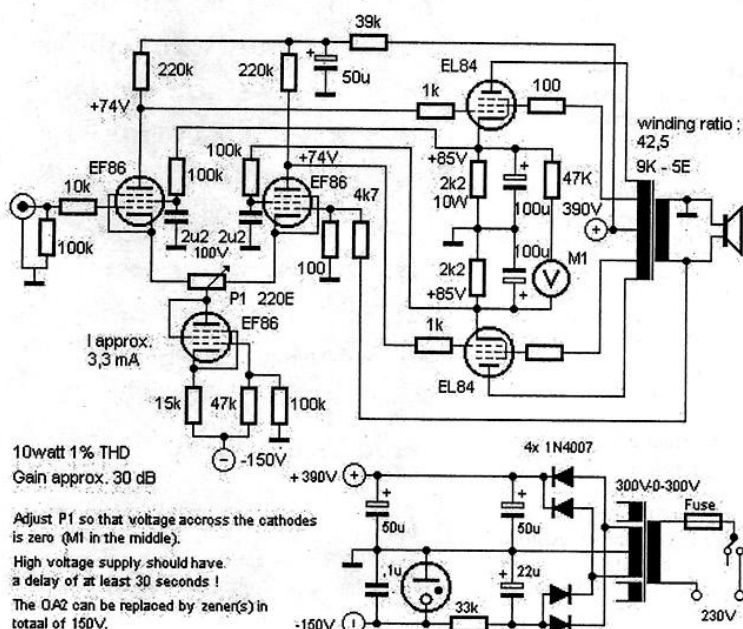 39k
220k
220k
50u
+
EL84
1k
100
+74V
winding ratio :
42,5
9K - 5E
EF86
100k
100k
+74V
+85V
EF86
2k2
10W
+
100u
47K
390V
+
10k
4k7
100k
2u2
2u2
100V
100
100u
+
M1
V
P1
220E
2k2
+85V
EF86
I approx.
3,3 mA
1k
EL84
15k
47k
100k
-150V
10watt 1% THD
Gain approx. 30 dB
4x 1N4007
+ 390V
+
300V-0-300V
Fuse
+
50u
+
50u
Adjust P1 so that voltage accross the cathodes
is zero (M1 in the middle).
High voltage supply should have
a delay of at least 30 seconds !
The OA2 can be replaced by zener(s) in
totaal of 150V.
,1u
+
22u
33k
-150V
230V